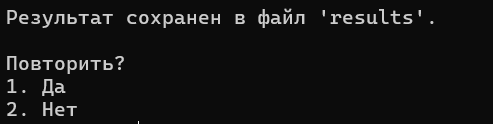 Результат сохранен в файл 'results'.
Повторить?
1. Да
2. Нет